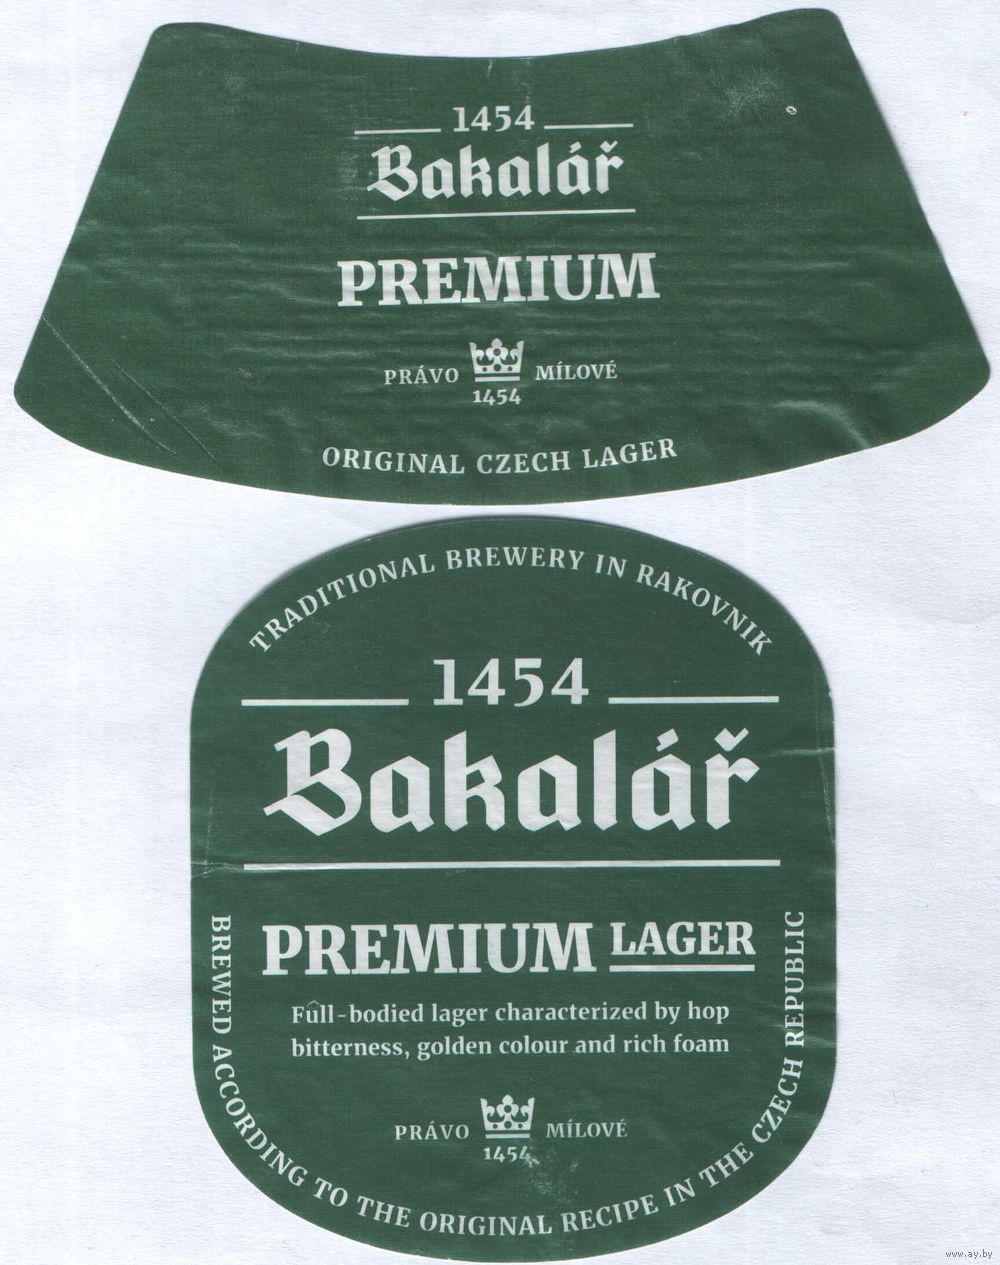 1454
Bakalář
PREMIUM
PRÁVO MÍLOVÉ
1454
ORIGINAL CZECH LAGER
TRADITIONAL BREWERY IN RAKOVNIK
1454
Bakalář
PREMIUM LAGER
Full-bodied lager characterized by hop
bitterness, golden colour and rich foam
PRÁVO MÍLOVÉ
1454
BREWED ACCORDING TO THE ORIGINAL RECIPE IN THE CZECH REPUBLIC
www.ay.by